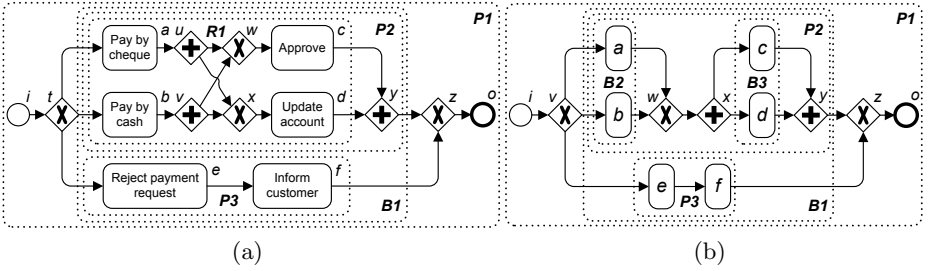 P1
P2
Pay by
cheque
a
u
R1
w
Approve
c
i
t
Pay by
cash
b
v
x
Update
account
d
y
z
o
Reject payment
request
e
Inform
customer
f
P3
B1
(a)
P1
P2
a
c
B2
B3
i
v
b
w
x
d
y
z
o
e
f
P3
B1
(b)